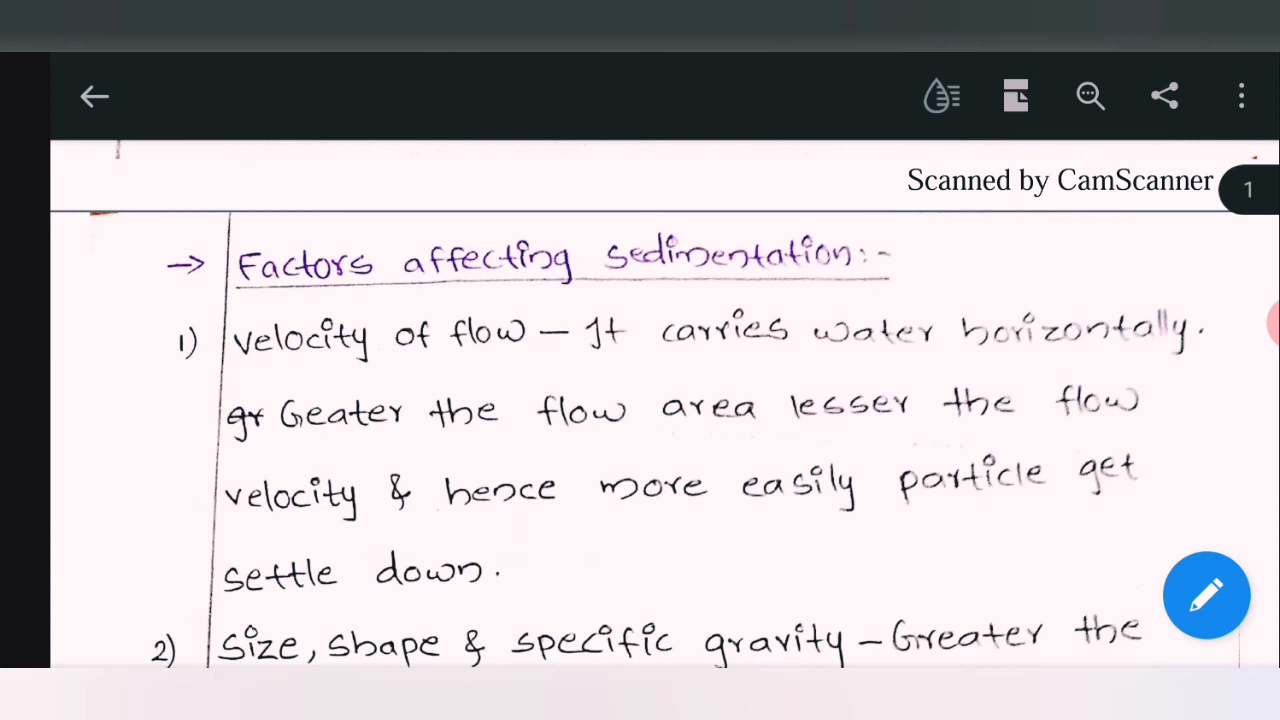 Scanned by CamScanner
1
→ Factors affecting sedimentation:-
1) velocity of flow — It carries water horizontally.
gr Geater the flow area lesser the flow
velocity & hence more easily particle get
settle down.
2) size, shape & specific gravity – Greater the